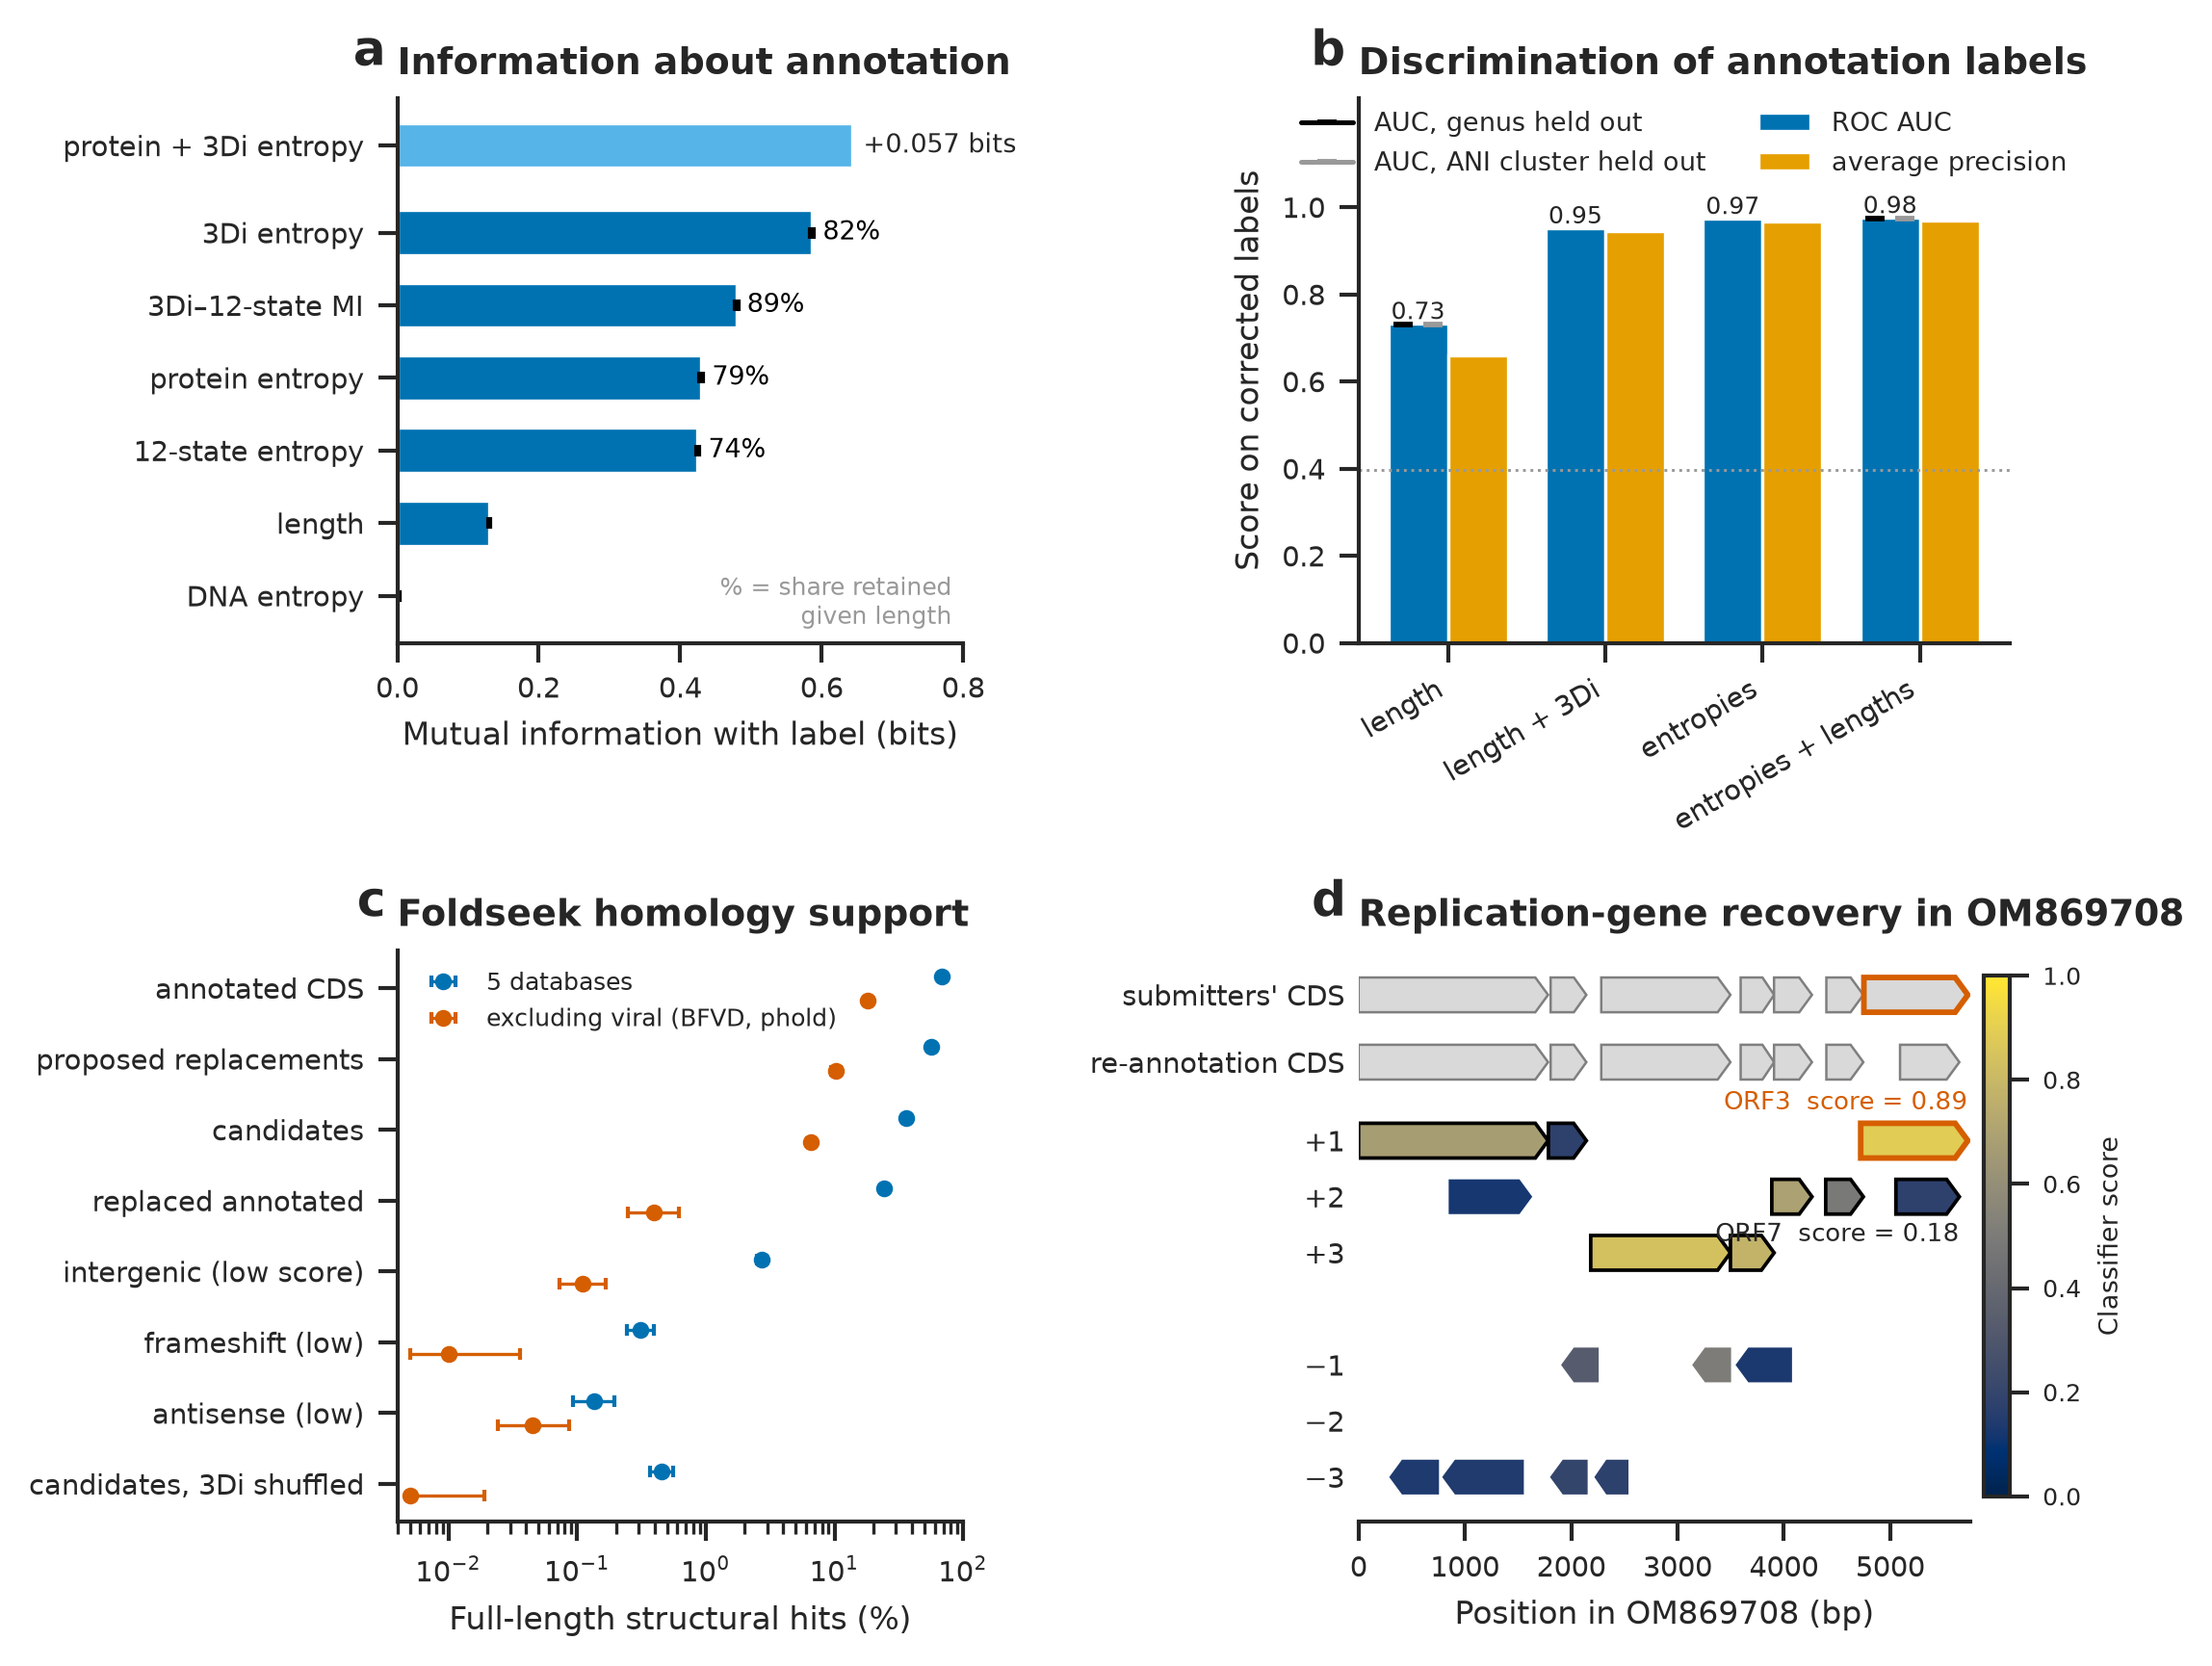 a Information about annotation
protein + 3Di entropy
+0.057 bits
3Di entropy
82%
3Di–12-state MI
89%
protein entropy
79%
12-state entropy
74%
length
DNA entropy
% = share retained
given length
0.0 0.2 0.4 0.6 0.8
Mutual information with label (bits)
b Discrimination of annotation labels
AUC, genus held out
AUC, ANI cluster held out
ROC AUC
average precision
Score on corrected labels
1.0
0.8
0.6
0.4
0.2
0.0
0.73
0.95
0.97
0.98
length
length + 3Di
entropies
entropies + lengths
c Foldseek homology support
5 databases
excluding viral (BFVD, phold)
annotated CDS
proposed replacements
candidates
replaced annotated
intergenic (low score)
frameshift (low)
antisense (low)
candidates, 3Di shuffled
10⁻² 10⁻¹ 10⁰ 10¹ 10²
Full-length structural hits (%)
d Replication-gene recovery in OM869708
submitters' CDS
re-annotation CDS
ORF3 score = 0.89
+1
+2
ORF7 score = 0.18
+3
−1
−2
−3
0 1000 2000 3000 4000 5000
Position in OM869708 (bp)
1.0
0.8
0.6
0.4
0.2
0.0
Classifier score